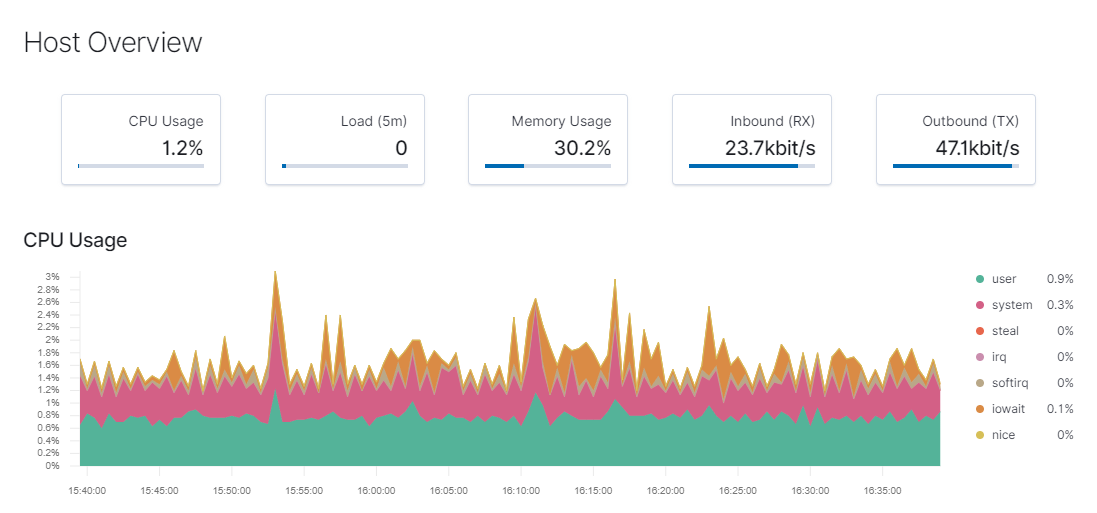 Host Overview
CPU Usage
1.2%
Load (5m)
0
Memory Usage
30.2%
Inbound (RX)
23.7kbit/s
Outbound (TX)
47.1kbit/s
CPU Usage
3%
2.8%
2.6%
2.4%
2.2%
2%
1.8%
1.6%
1.4%
1.2%
1%
0.8%
0.6%
0.4%
0.2%
0%
15:40:00 15:45:00 15:50:00 15:55:00 16:00:00 16:05:00 16:10:00 16:15:00 16:20:00 16:25:00 16:30:00 16:35:00
user 0.9%
system 0.3%
steal 0%
irq 0%
softirq 0%
iowait 0.1%
nice 0%